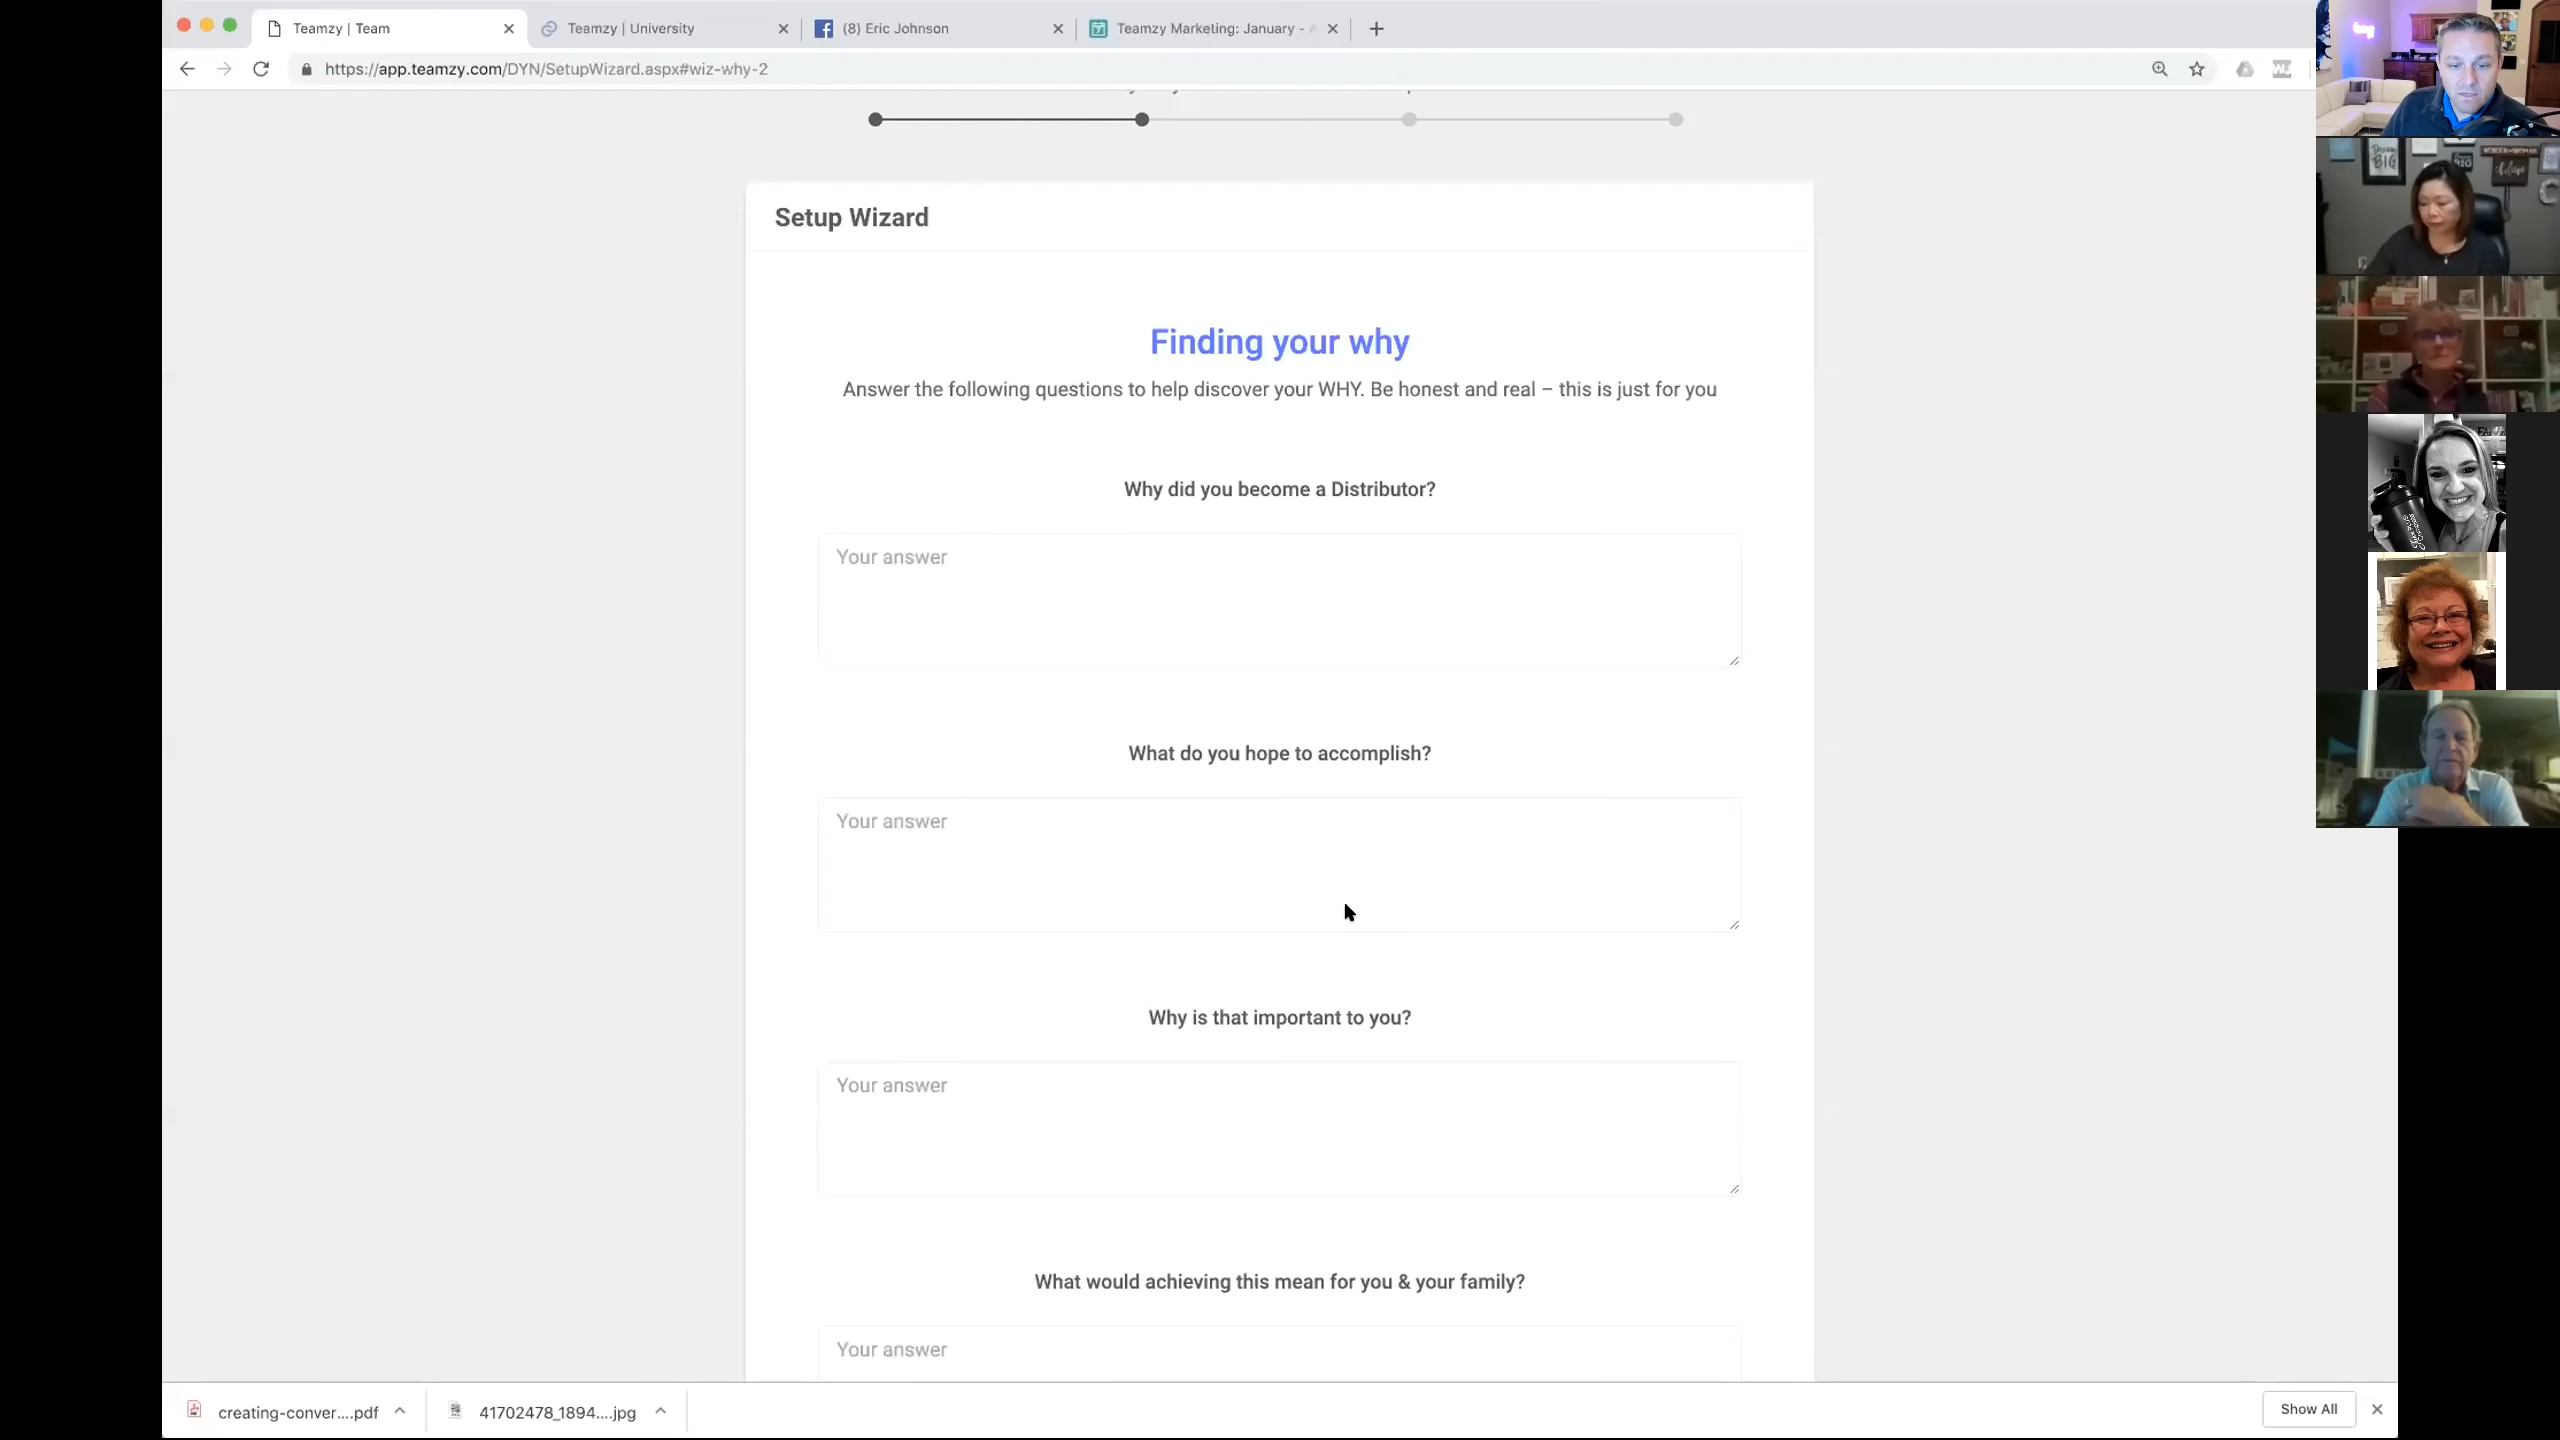 Teamzy | Team
Teamzy | University
(8) Eric Johnson
Teamzy Marketing: January -
https://app.teamzy.com/DYN/SetupWizard.aspx#wiz-why-2
Setup Wizard
Finding your why
Answer the following questions to help discover your WHY. Be honest and real – this is just for you
Why did you become a Distributor?
Your answer
What do you hope to accomplish?
Your answer
Why is that important to you?
Your answer
What would achieving this mean for you & your family?
Your answer
creating-conver....pdf
41702478_1894....jpg
Show All
Dream
BIG